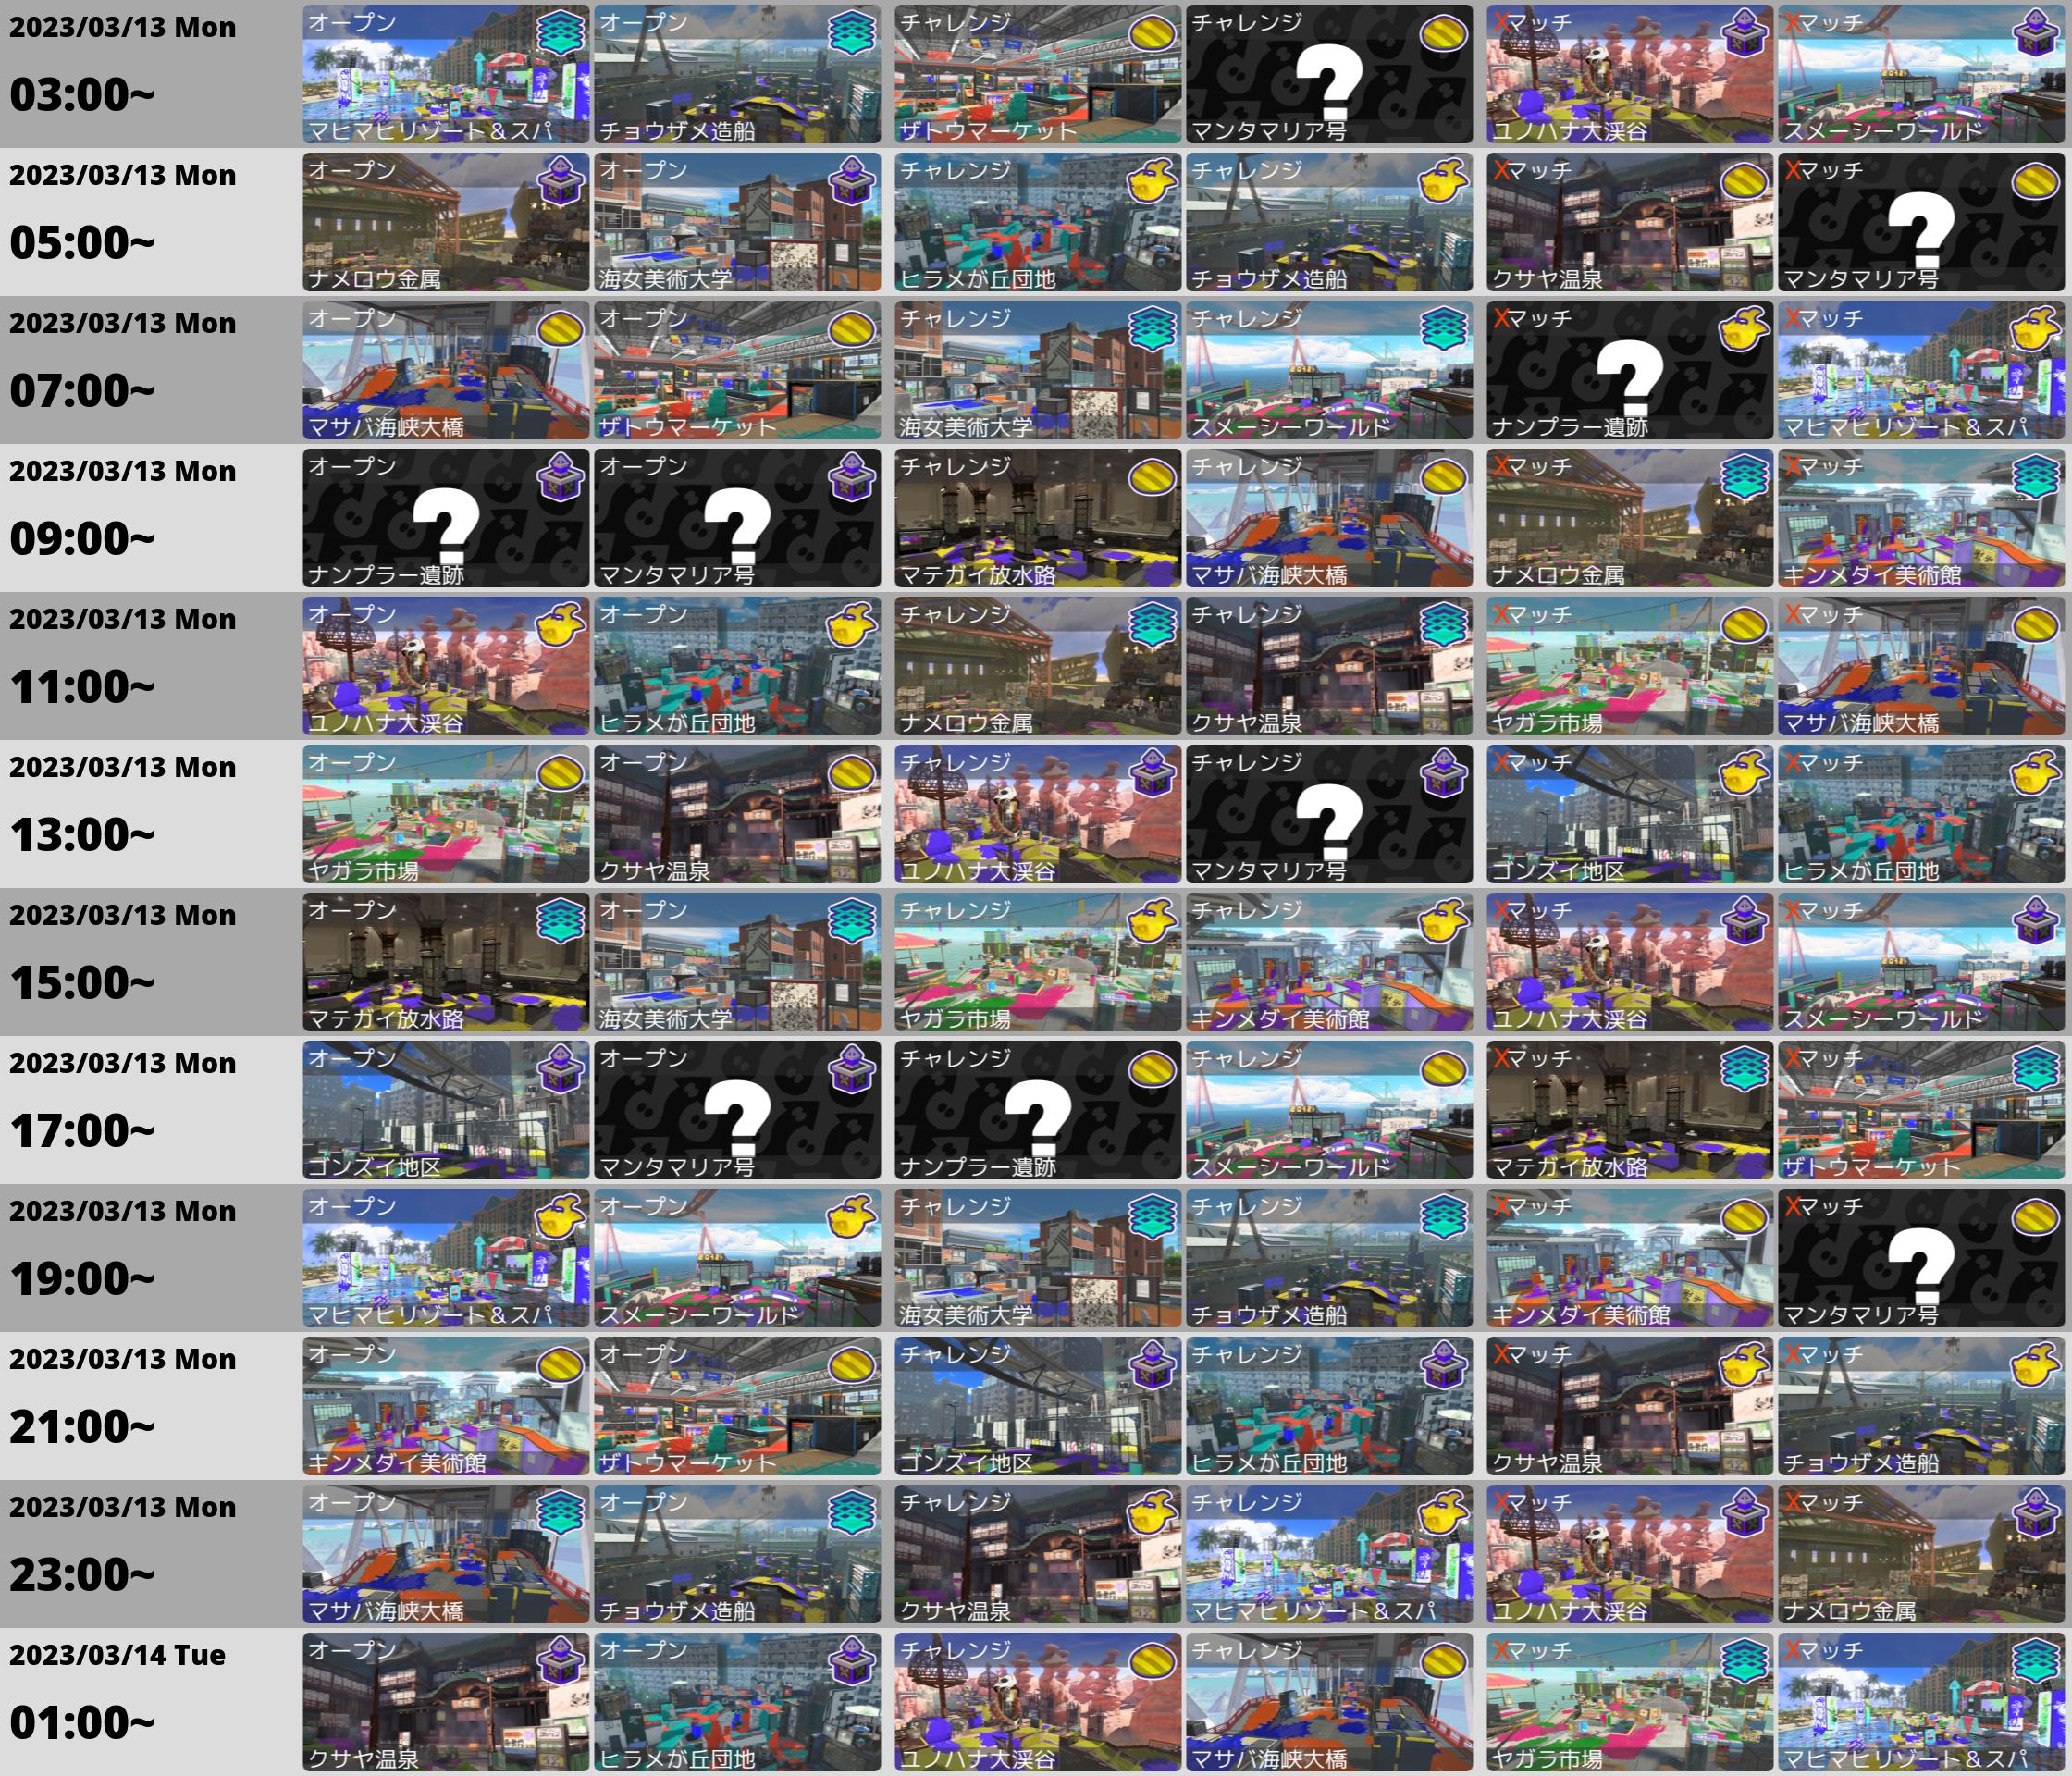 2023/03/13 Mon
03:00~
オープン
マヒマヒリゾート&スパ
オープン
チョウザメ造船
チャレンジ
ザトウマーケット
チャレンジ
?
マンタマリア号
Xマッチ
ユノハナ大渓谷
Xマッチ
スメーシーワールド
2023/03/13 Mon
05:00~
オープン
ナメロウ金属
オープン
海女美術大学
チャレンジ
ヒラメが丘団地
チャレンジ
チョウザメ造船
Xマッチ
クサヤ温泉
Xマッチ
?
マンタマリア号
2023/03/13 Mon
07:00~
オープン
マサバ海峡大橋
オープン
ザトウマーケット
チャレンジ
海女美術大学
チャレンジ
スメーシーワールド
Xマッチ
?
ナンプラー遺跡
Xマッチ
マヒマヒリゾート&スパ
2023/03/13 Mon
09:00~
オープン
?
ナンプラー遺跡
オープン
?
マンタマリア号
チャレンジ
マテガイ放水路
チャレンジ
マサバ海峡大橋
Xマッチ
ナメロウ金属
Xマッチ
キンメダイ美術館
2023/03/13 Mon
11:00~
オープン
ユノハナ大渓谷
オープン
ヒラメが丘団地
チャレンジ
ナメロウ金属
チャレンジ
クサヤ温泉
Xマッチ
ヤガラ市場
Xマッチ
マサバ海峡大橋
2023/03/13 Mon
13:00~
オープン
ヤガラ市場
オープン
クサヤ温泉
チャレンジ
ユノハナ大渓谷
チャレンジ
?
マンタマリア号
Xマッチ
ゴンズイ地区
Xマッチ
ヒラメが丘団地
2023/03/13 Mon
15:00~
オープン
マテガイ放水路
オープン
海女美術大学
チャレンジ
ヤガラ市場
チャレンジ
キンメダイ美術館
Xマッチ
ユノハナ大渓谷
Xマッチ
スメーシーワールド
2023/03/13 Mon
17:00~
オープン
ゴンズイ地区
オープン
?
マンタマリア号
チャレンジ
?
ナンプラー遺跡
チャレンジ
スメーシーワールド
Xマッチ
マテガイ放水路
Xマッチ
ザトウマーケット
2023/03/13 Mon
19:00~
オープン
マヒマヒリゾート&スパ
オープン
スメーシーワールド
チャレンジ
海女美術大学
チャレンジ
チョウザメ造船
Xマッチ
キンメダイ美術館
Xマッチ
?
マンタマリア号
2023/03/13 Mon
21:00~
オープン
キンメダイ美術館
オープン
ザトウマーケット
チャレンジ
ゴンズイ地区
チャレンジ
ヒラメが丘団地
Xマッチ
クサヤ温泉
Xマッチ
チョウザメ造船
2023/03/13 Mon
23:00~
オープン
マサバ海峡大橋
オープン
チョウザメ造船
チャレンジ
クサヤ温泉
チャレンジ
マヒマヒリゾート&スパ
Xマッチ
ユノハナ大渓谷
Xマッチ
ナメロウ金属
2023/03/14 Tue
01:00~
オープン
クサヤ温泉
オープン
ヒラメが丘団地
チャレンジ
ユノハナ大渓谷
チャレンジ
マサバ海峡大橋
Xマッチ
ヤガラ市場
Xマッチ
マヒマヒリゾート&スパ